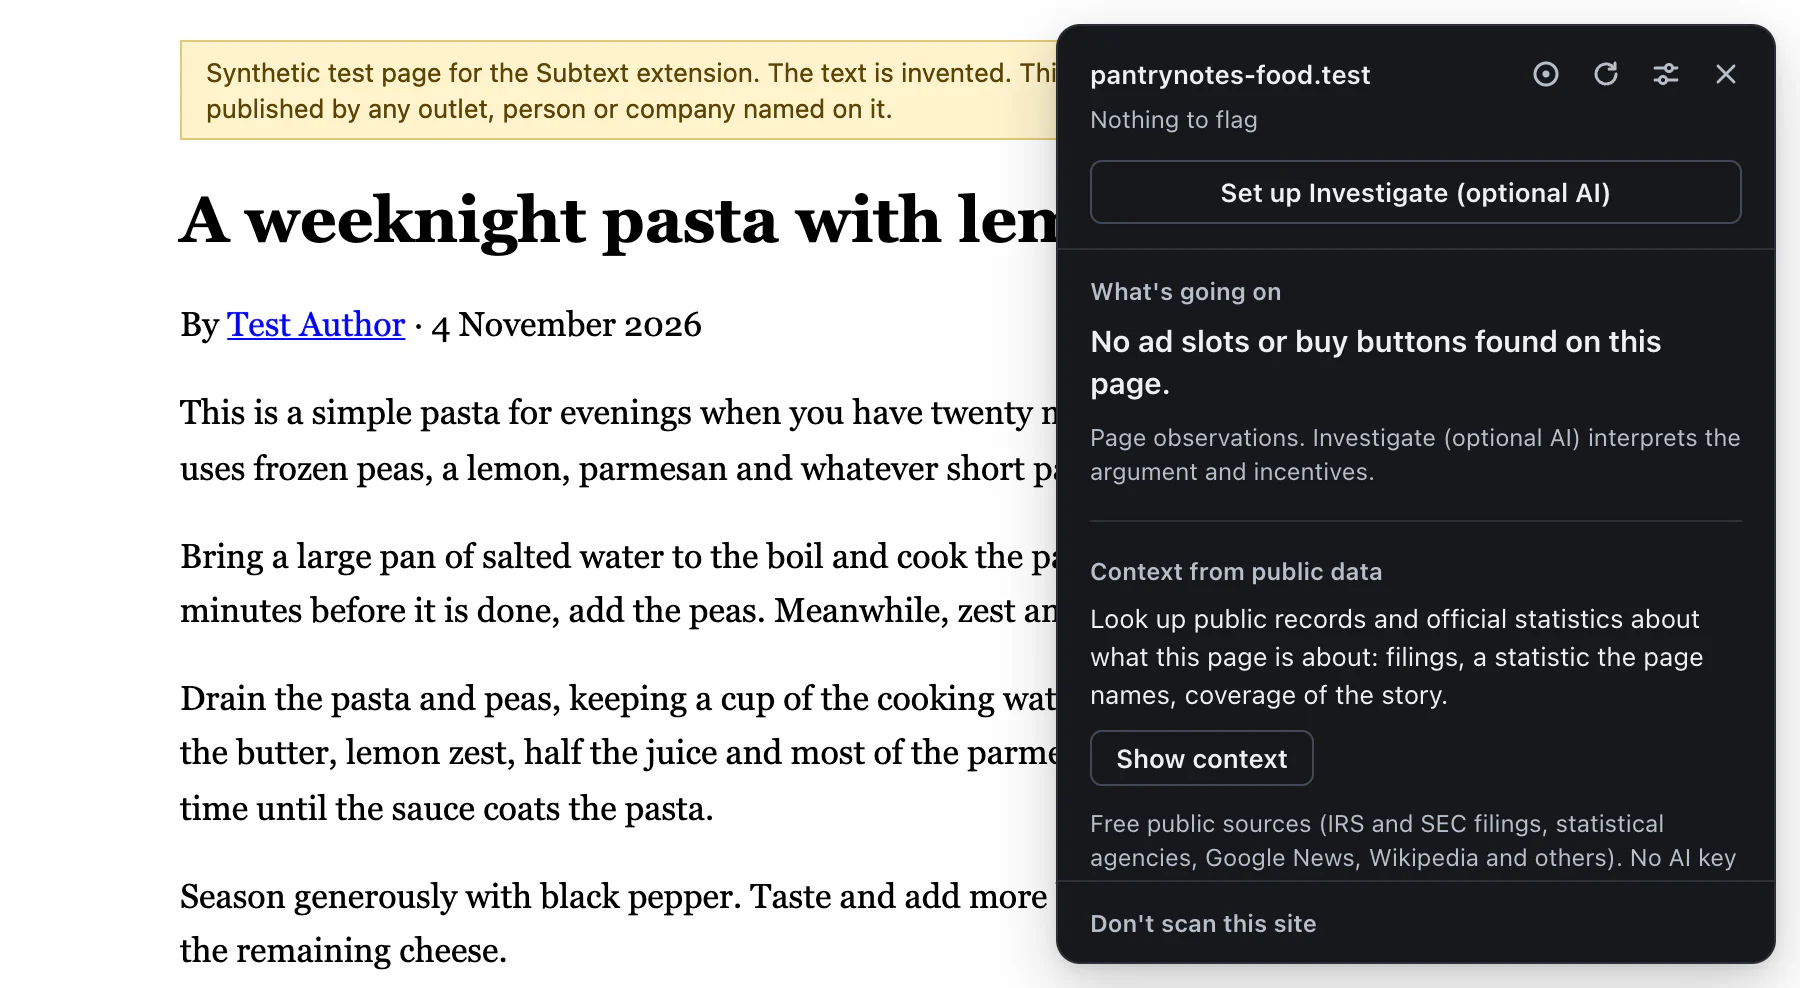 Synthetic test page for the Subtext extension. The text is invented.
published by any outlet, person or company named on it.
A weeknight pasta with
By Test Author · 4 November 2026
This is a simple pasta for evenings when you have twenty
uses frozen peas, a lemon, parmesan and whatever short
Bring a large pan of salted water to the boil and cook the
minutes before it is done, add the peas. Meanwhile, zest
Drain the pasta and peas, keeping a cup of the cooking
the butter, lemon zest, half the juice and most of the
time until the sauce coats the pasta.
Season generously with black pepper. Taste and add more
the remaining cheese.
pantrynotes-food.test
Nothing to flag
Set up Investigate (optional AI)
What's going on
No ad slots or buy buttons found on this
page.
Page observations. Investigate (optional AI) interprets the
argument and incentives.
Context from public data
Look up public records and official statistics about
what this page is about: filings, a statistic the page
names, coverage of the story.
Show context
Free public sources (IRS and SEC filings, statistical
agencies, Google News, Wikipedia and others). No AI key
Don't scan this site